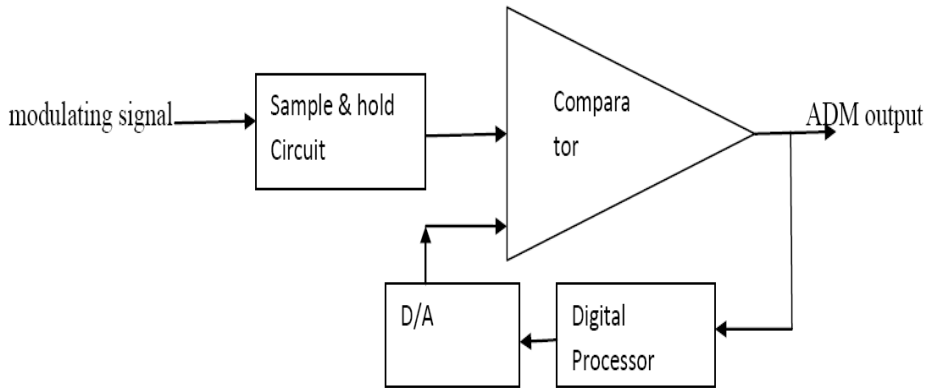 modulating signal
Sample & hold
Circuit
Compara
tor
ADM output
D/A
Digital
Processor